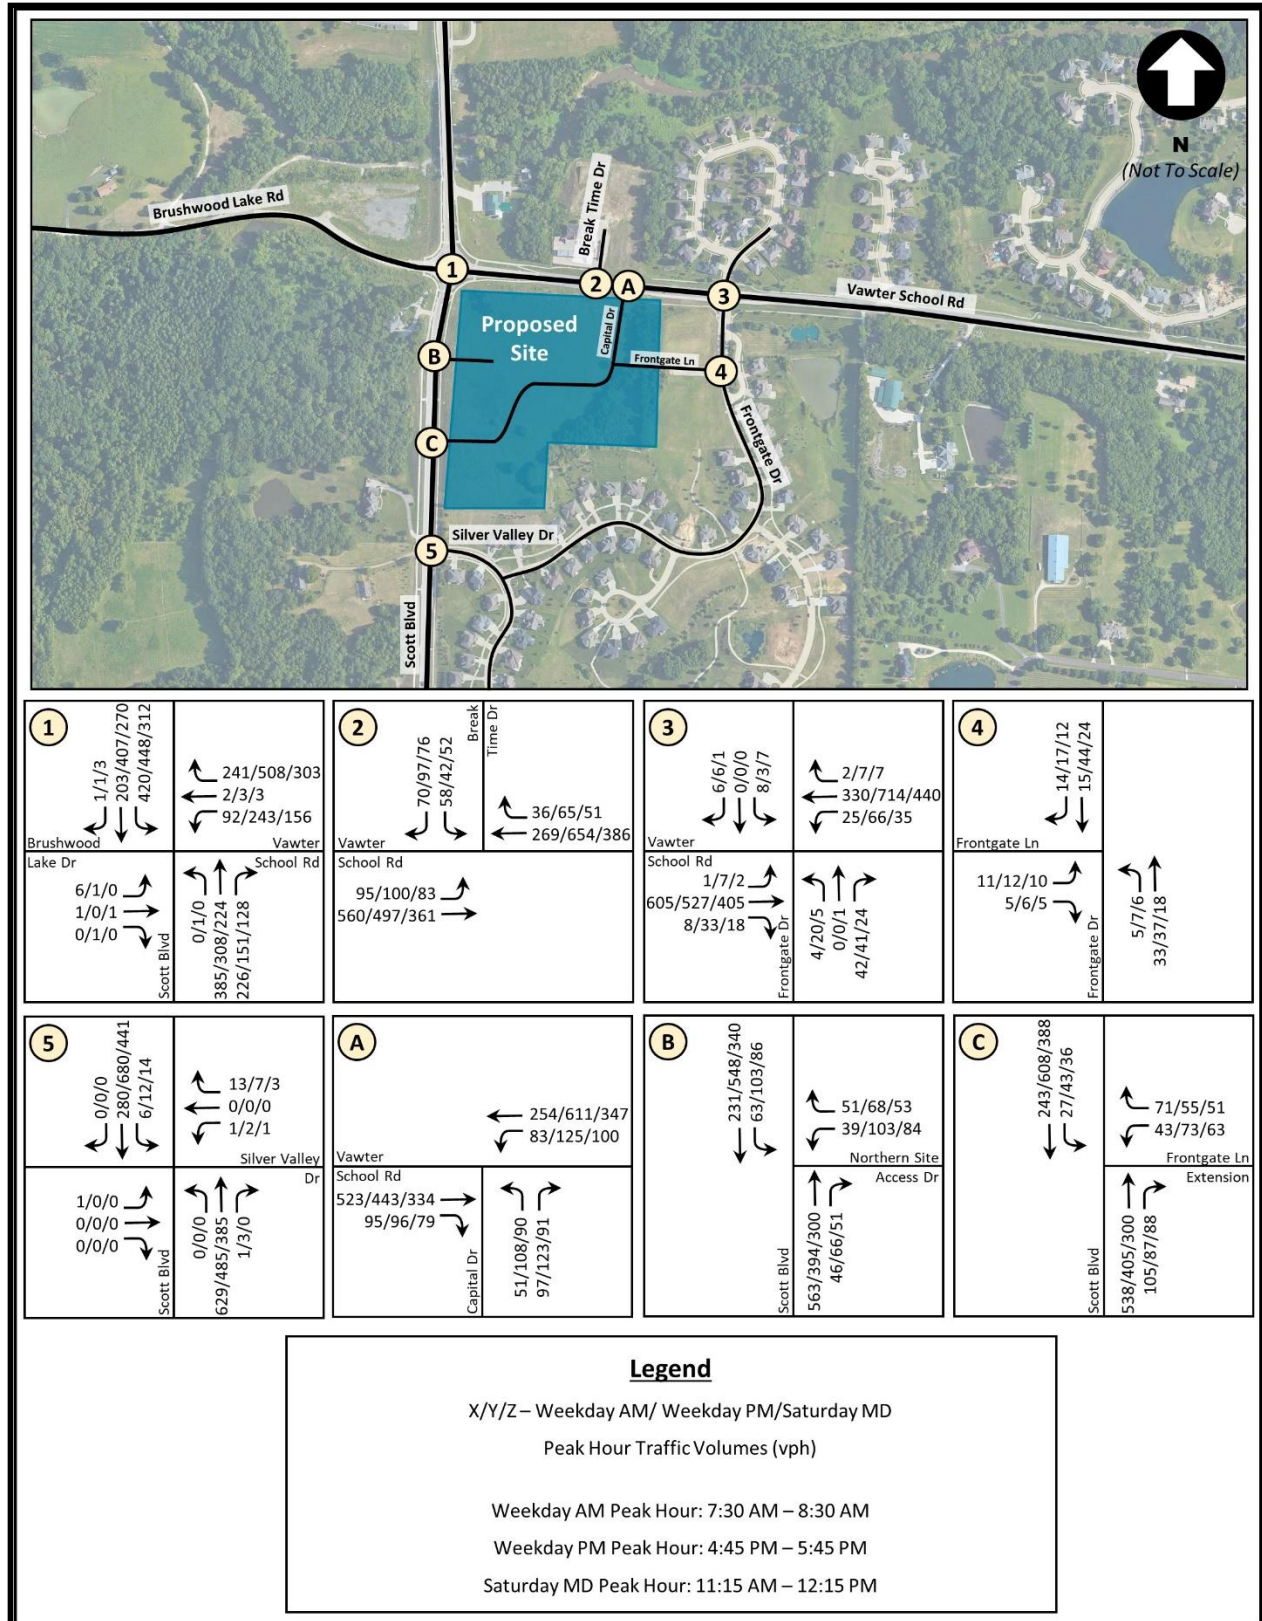 N
(Not To Scale)
Brushwood Lake Rd
Break Time Dr
1
2
A
3
Vawter School Rd
Proposed
Site
Capital Dr
B
Frontgate Ln
4
C
Frontgate Dr
Silver Valley Dr
5
Scott Blvd
1
1/1/3
203/407/270
420/448/312
241/508/303
2/3/3
92/243/156
Brushwood
Lake Dr
Vawter
School Rd
6/1/0
1/0/1
0/1/0
Scott Blvd
0/1/0
385/308/224
226/151/128
2
70/97/76
58/42/52
Break
Time Dr
36/65/51
269/654/386
Vawter
School Rd
95/100/83
560/497/361
3
6/6/1
0/0/0
8/3/7
2/7/7
330/714/440
25/66/35
Vawter
School Rd
1/7/2
605/527/405
8/33/18
Frontgate Dr
4/20/5
0/0/1
42/41/24
4
14/17/12
15/44/24
Frontgate Ln
11/12/10
5/6/5
Frontgate Dr
5/7/6
33/37/18
5
0/0/0
280/680/441
6/12/14
13/7/3
0/0/0
1/2/1
Silver Valley
Dr
1/0/0
0/0/0
0/0/0
Scott Blvd
0/0/0
629/485/385
1/3/0
A
254/611/347
83/125/100
Vawter
School Rd
523/443/334
95/96/79
Capital Dr
51/108/90
97/123/91
B
231/548/340
63/103/86
51/68/53
39/103/84
Northern Site
Access Dr
Scott Blvd
563/394/300
46/66/51
C
243/608/388
27/43/36
71/55/51
43/73/63
Frontgate Ln
Extension
Scott Blvd
538/405/300
105/87/88
Legend
X/Y/Z – Weekday AM/ Weekday PM/Saturday MD
Peak Hour Traffic Volumes (vph)
Weekday AM Peak Hour: 7:30 AM – 8:30 AM
Weekday PM Peak Hour: 4:45 PM – 5:45 PM
Saturday MD Peak Hour: 11:15 AM – 12:15 PM